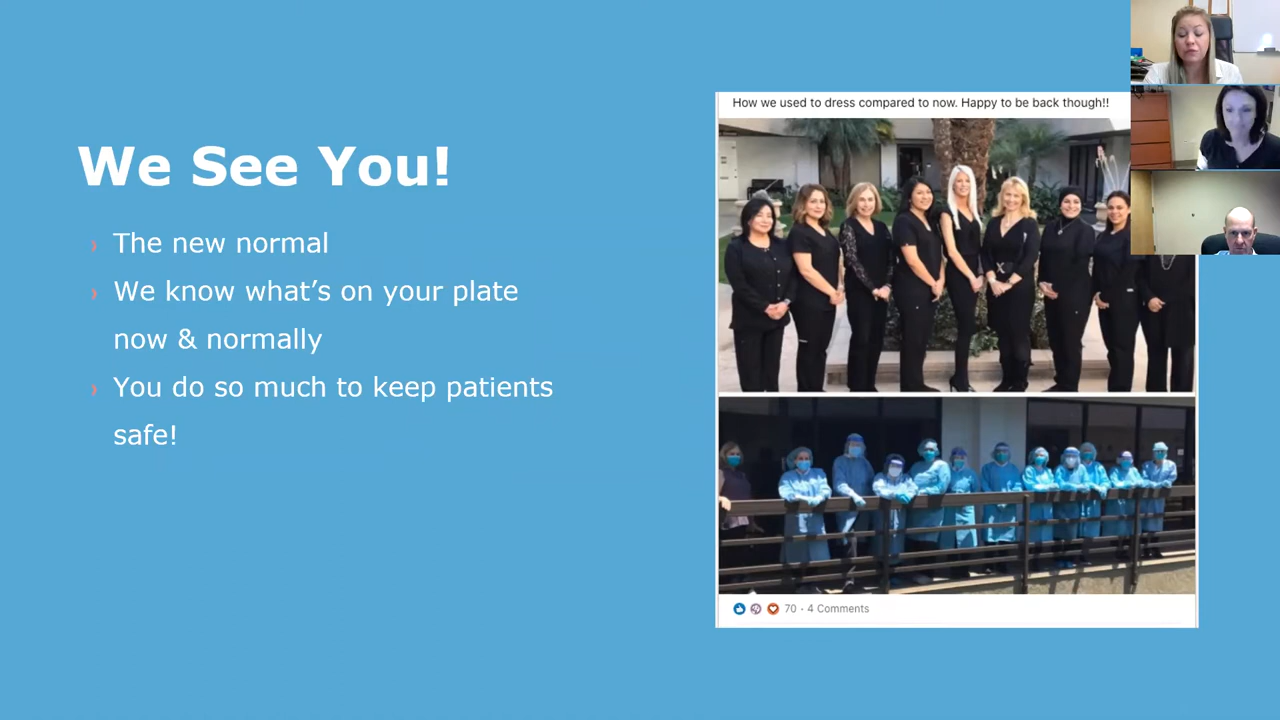 We See You!
The new normal
We know what’s on your plate
now & normally
You do so much to keep patients
safe!
How we used to dress compared to now. Happy to be back though!!
70 · 4 Comments